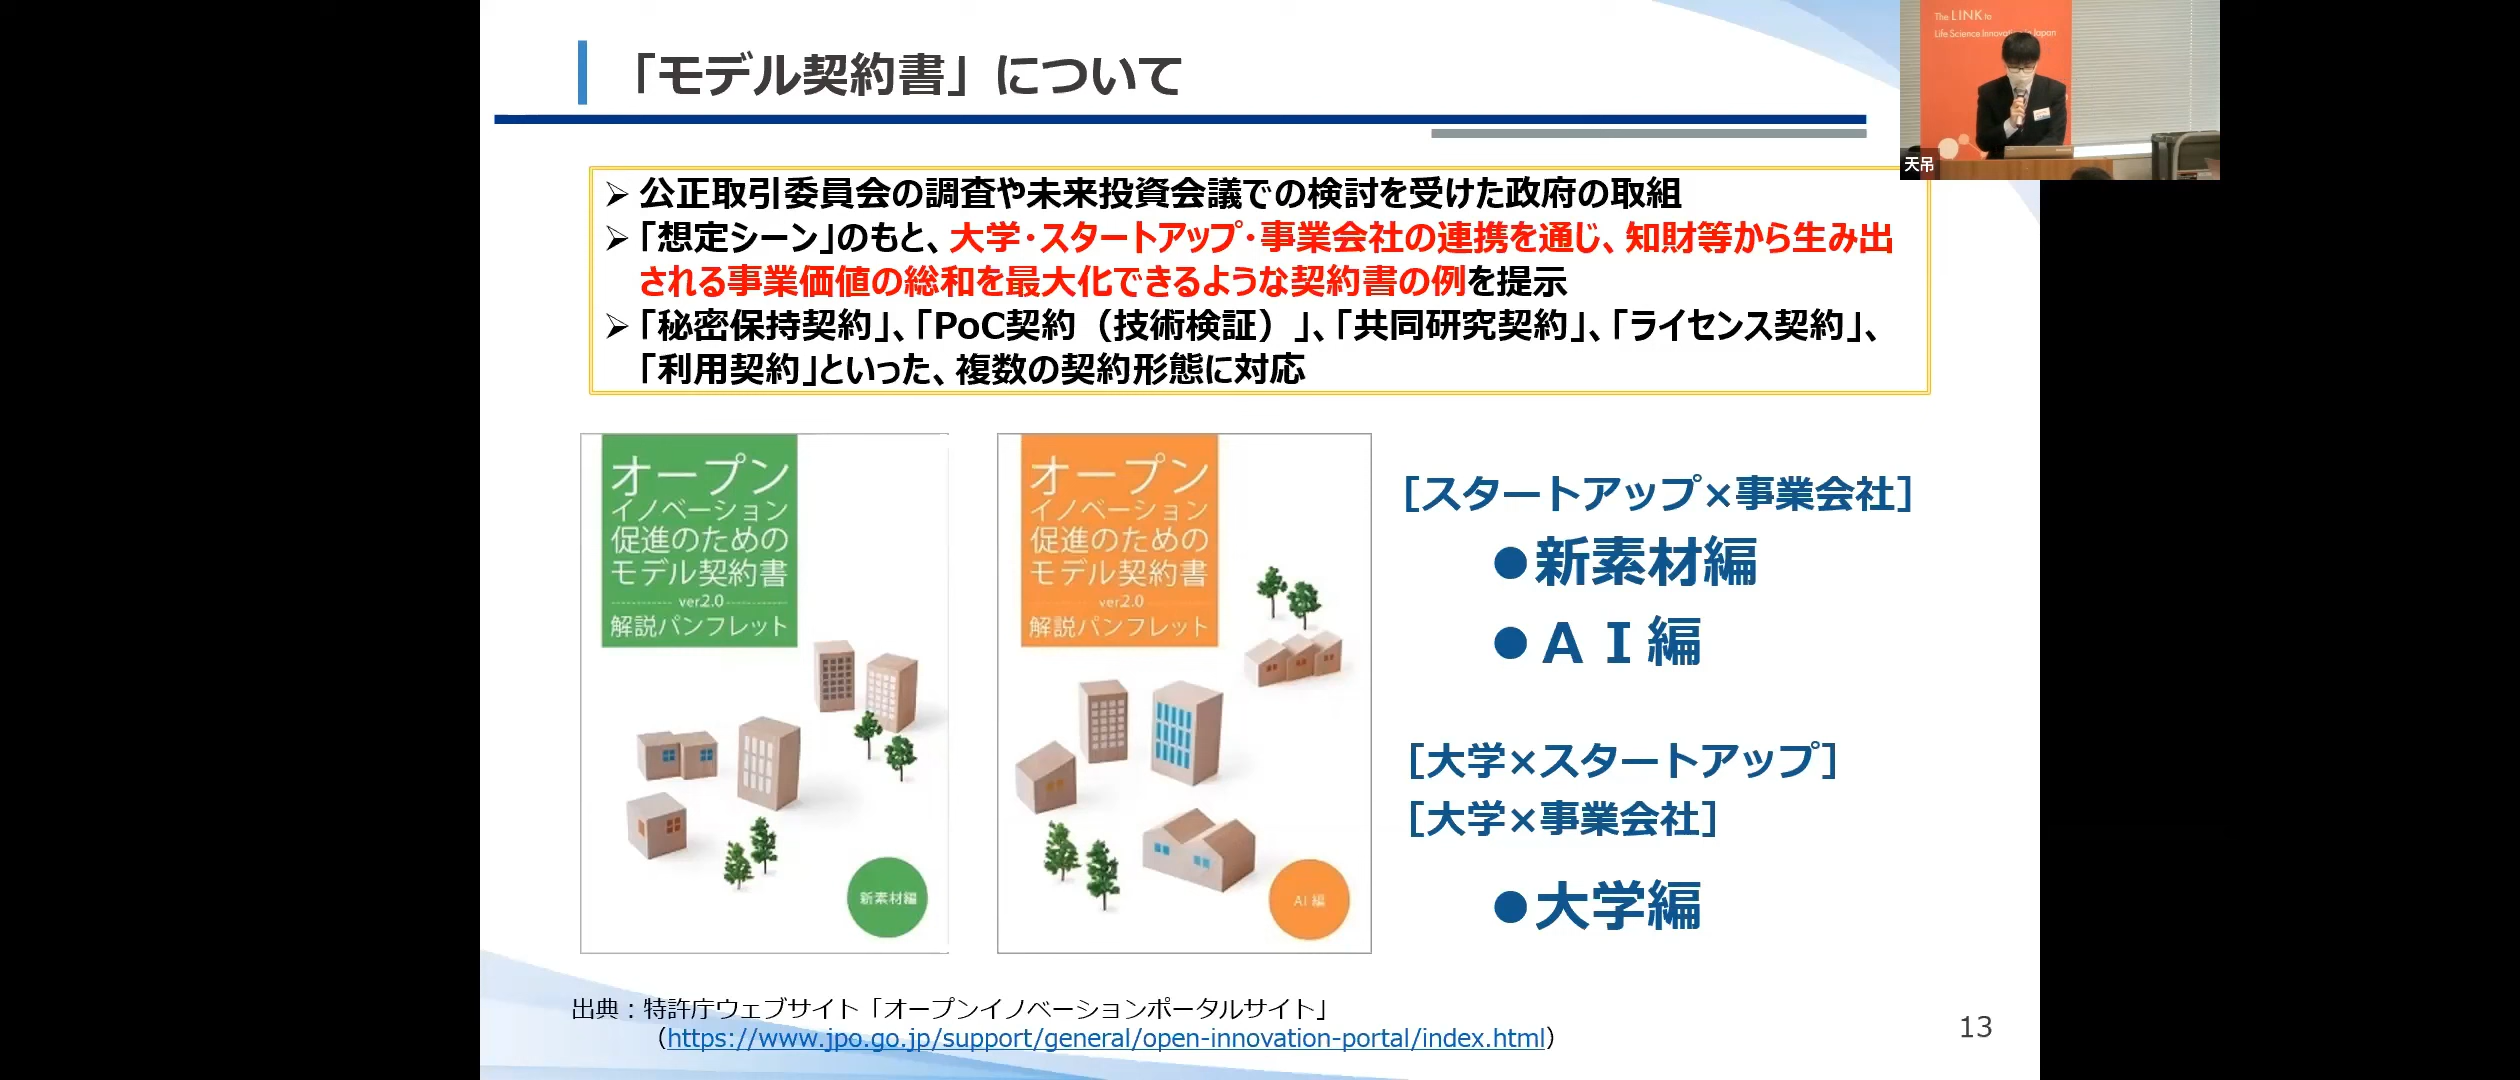 「モデル契約書」について
The LINK to
Life Science Innovation in Japan
天吊
➢ 公正取引委員会の調査や未来投資会議での検討を受けた政府の取組
➢ 「想定シーン」のもと、大学・スタートアップ・事業会社の連携を通じ、知財等から生み出
される事業価値の総和を最大化できるような契約書の例を提示
➢ 「秘密保持契約」、「PoC契約（技術検証）」、「共同研究契約」、「ライセンス契約」、
「利用契約」といった、複数の契約形態に対応
オープン
イノベーション
促進のための
モデル契約書
ver2.0
解説パンフレット
新素材編
オープン
イノベーション
促進のための
モデル契約書
ver2.0
解説パンフレット
AI 編
［スタートアップ×事業会社］
●新素材編
●ＡＩ編
［大学×スタートアップ］
［大学×事業会社］
●大学編
出典：特許庁ウェブサイト「オープンイノベーションポータルサイト」
（https://www.jpo.go.jp/support/general/open-innovation-portal/index.html）
13